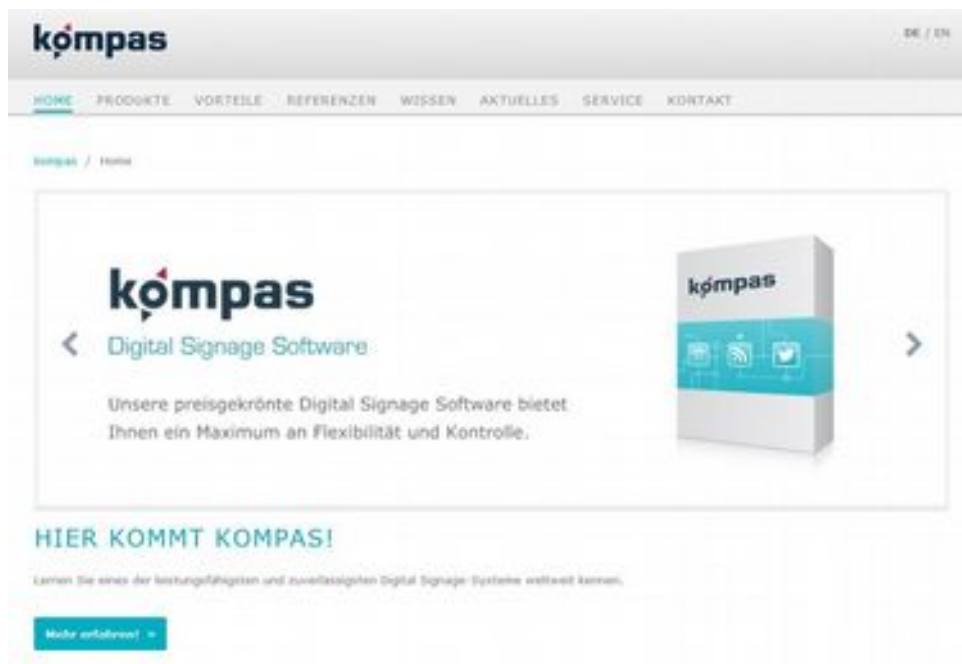 kompas
DE / EN
HOME PRODUKTE VORTEILE REFERENZEN WISSEN AKTUELLES SERVICE KONTAKT
kompas / Home
kompas
Digital Signage Software
Unsere preisgekrönte Digital Signage Software bietet
Ihnen ein Maximum an Flexibilität und Kontrolle.
kompas
HIER KOMMT KOMPAS!
Lernen Sie eines der leistungsfähigsten und zuverlässigsten Digital Signage-Systeme weltweit kennen.
Mehr erfahren! »